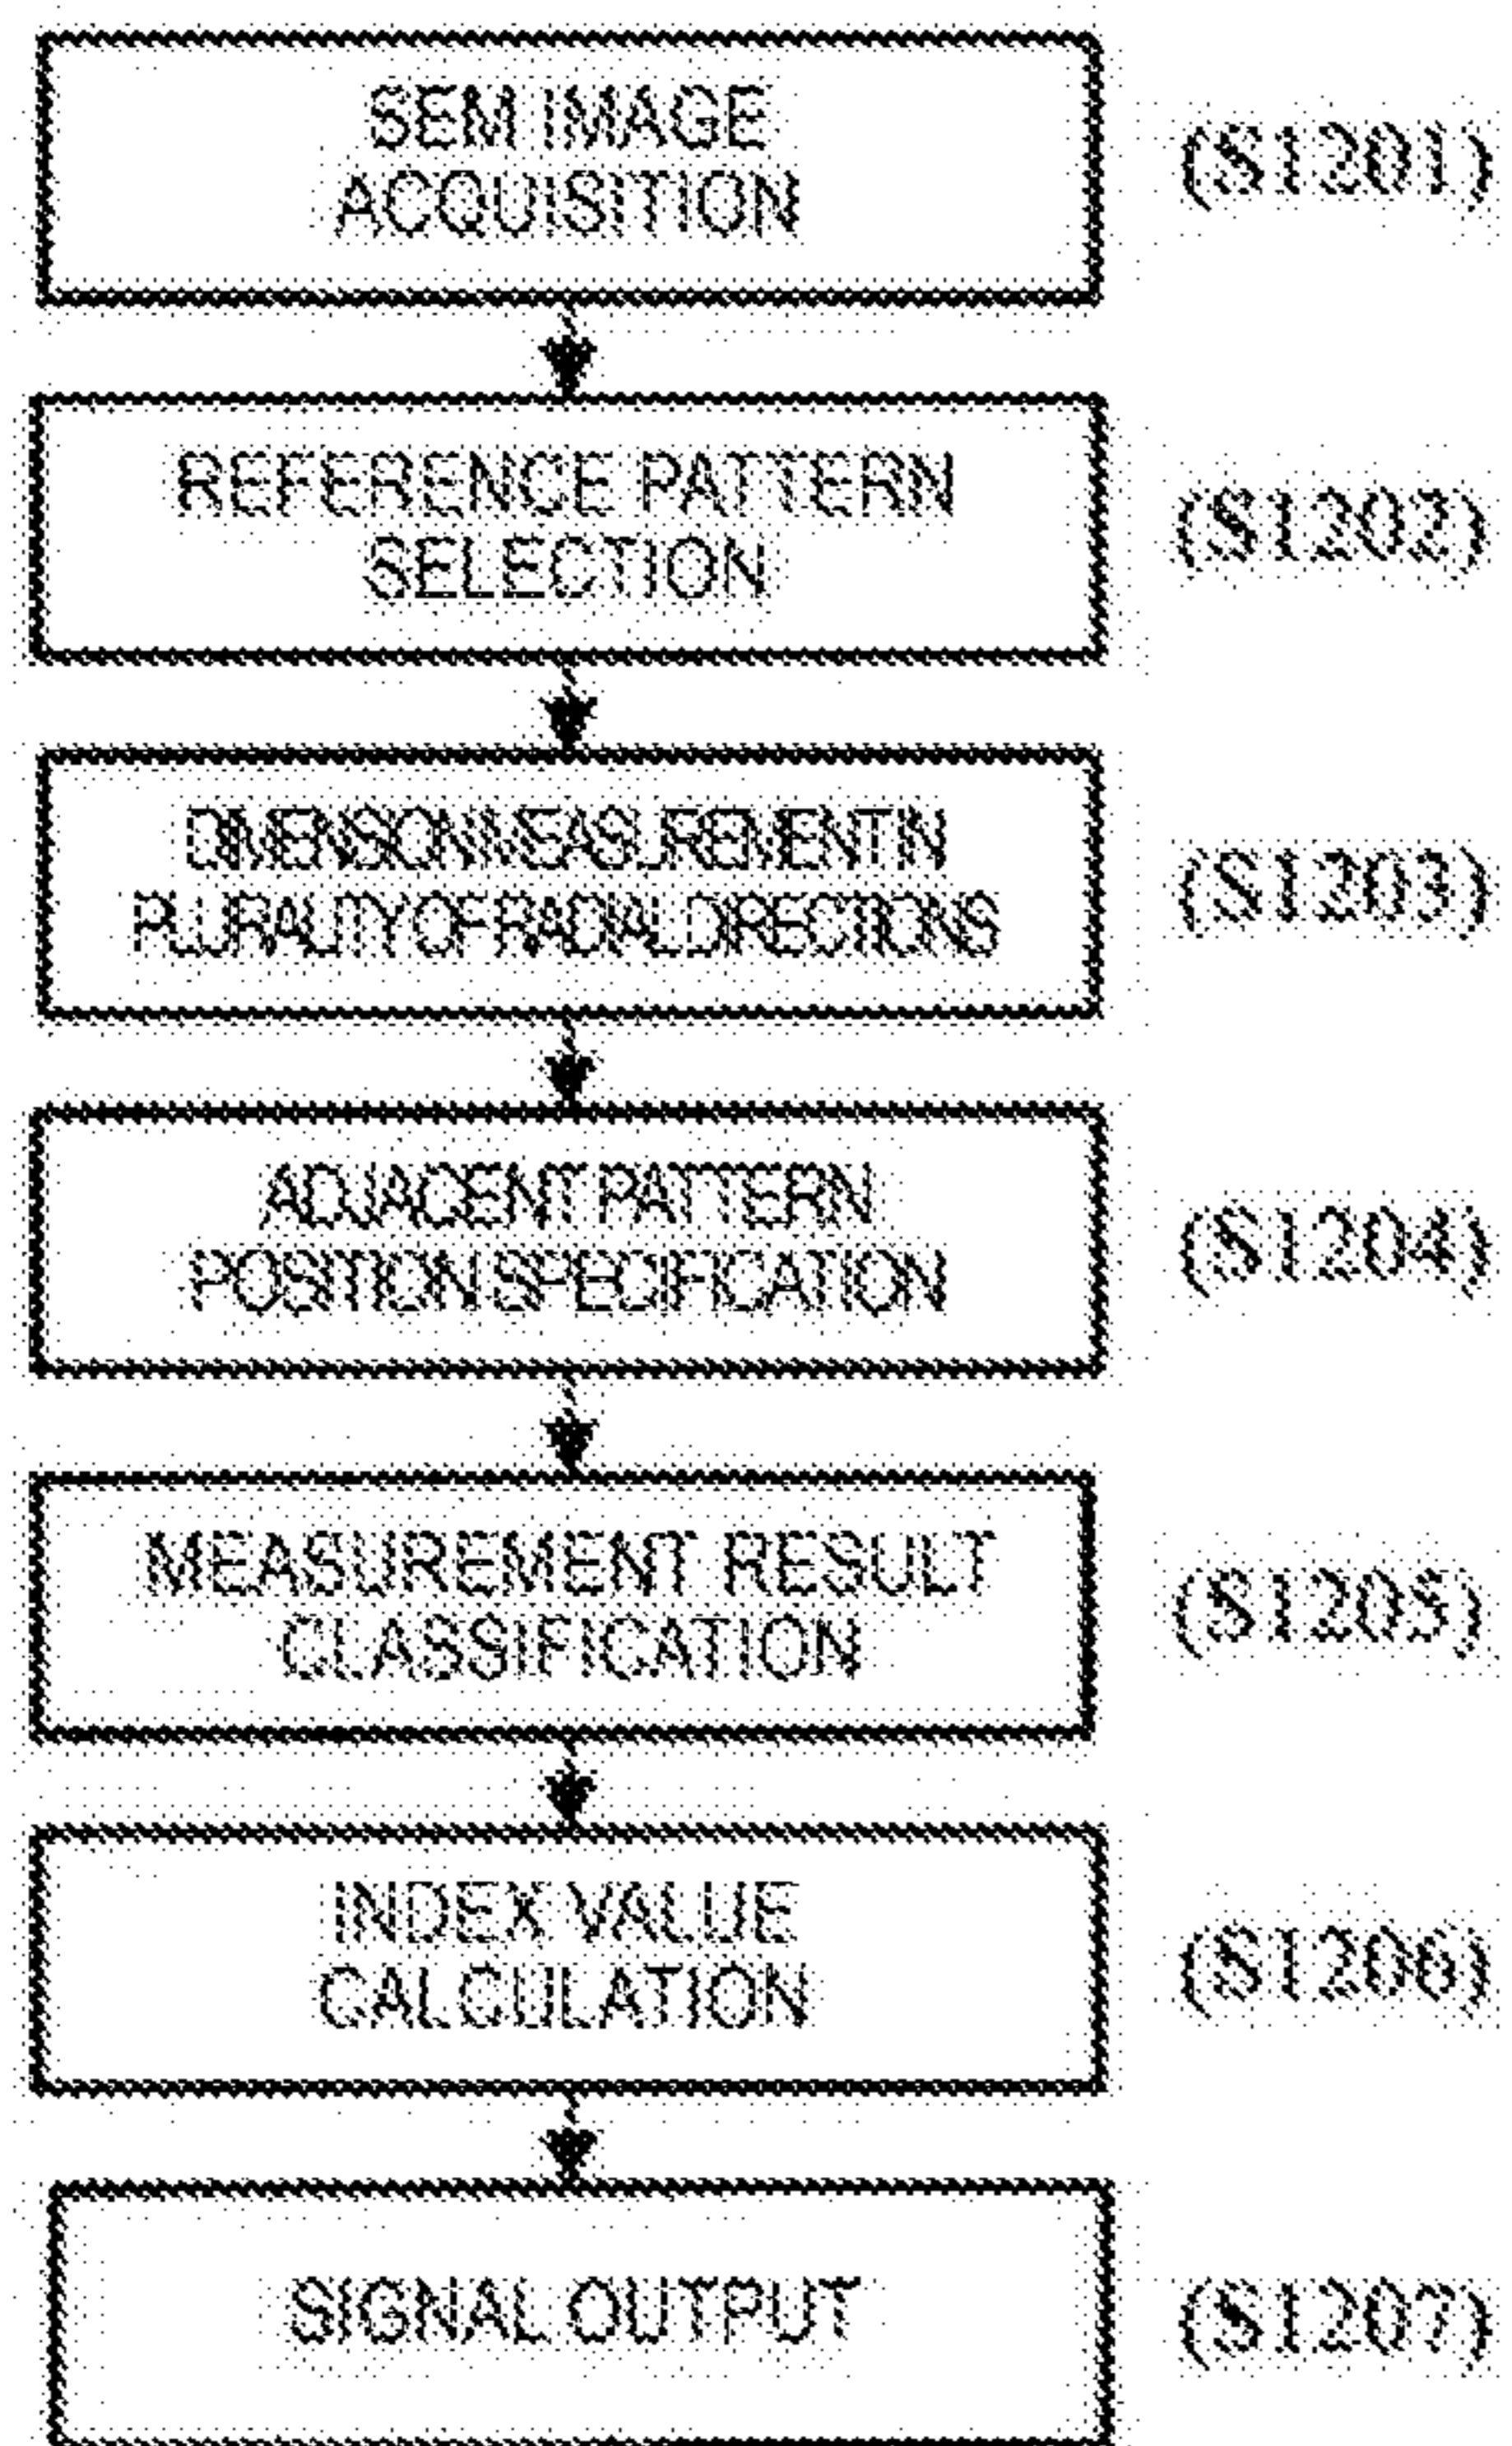 SEM IMAGE
ACQUISITION
(S1201)
REFERENCE PATTERN
SELECTION
(S1202)
DIMENSION MEASUREMENT IN
PLURALITY OF RADIAL DIRECTIONS
(S1203)
ADJACENT PATTERN
POSITION SPECIFICATION
(S1204)
MEASUREMENT RESULT
CLASSIFICATION
(S1205)
INDEX VALUE
CALCULATION
(S1206)
SIGNAL OUTPUT
(S1207)